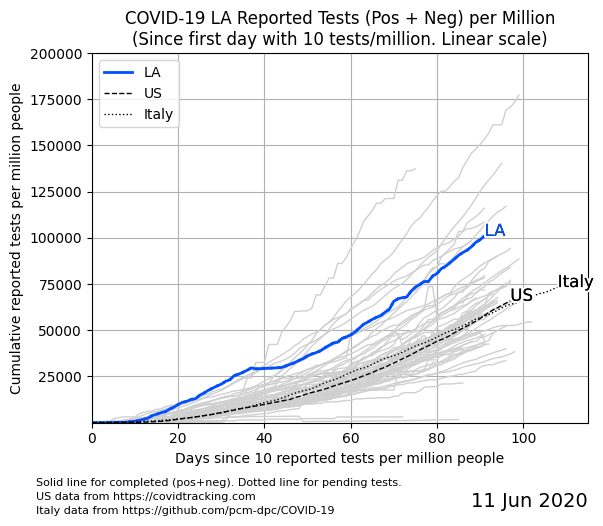 COVID-19 LA Reported Tests (Pos + Neg) per Million
(Since first day with 10 tests/million. Linear scale)
Cumulative reported tests per million people
200000
175000
150000
125000
100000
75000
50000
25000
LA
US
Italy
LA
Italy
US
0
20
40
60
80
100
Days since 10 reported tests per million people
Solid line for completed (pos+neg). Dotted line for pending tests.
US data from https://covidtracking.com
Italy data from https://github.com/pcm-dpc/COVID-19
11 Jun 2020